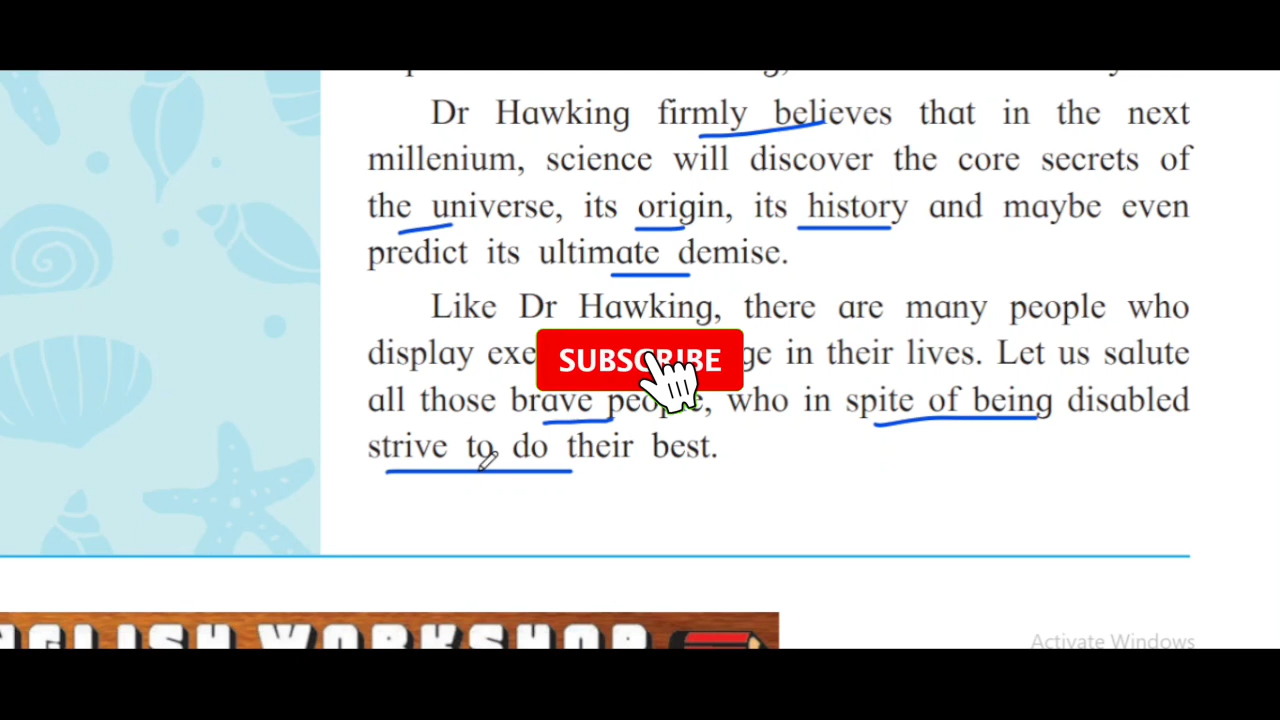 Dr Hawking firmly believes that in the next
millenium, science will discover the core secrets of
the universe, its origin, its history and maybe even
predict its ultimate demise.
Like Dr Hawking, there are many people who
display in their lives. Let us salute
SUBSCRIBE
all those brave people, who in spite of being disabled
strive to do their best.
ENGLISH WORKSHOP
Activate Windows